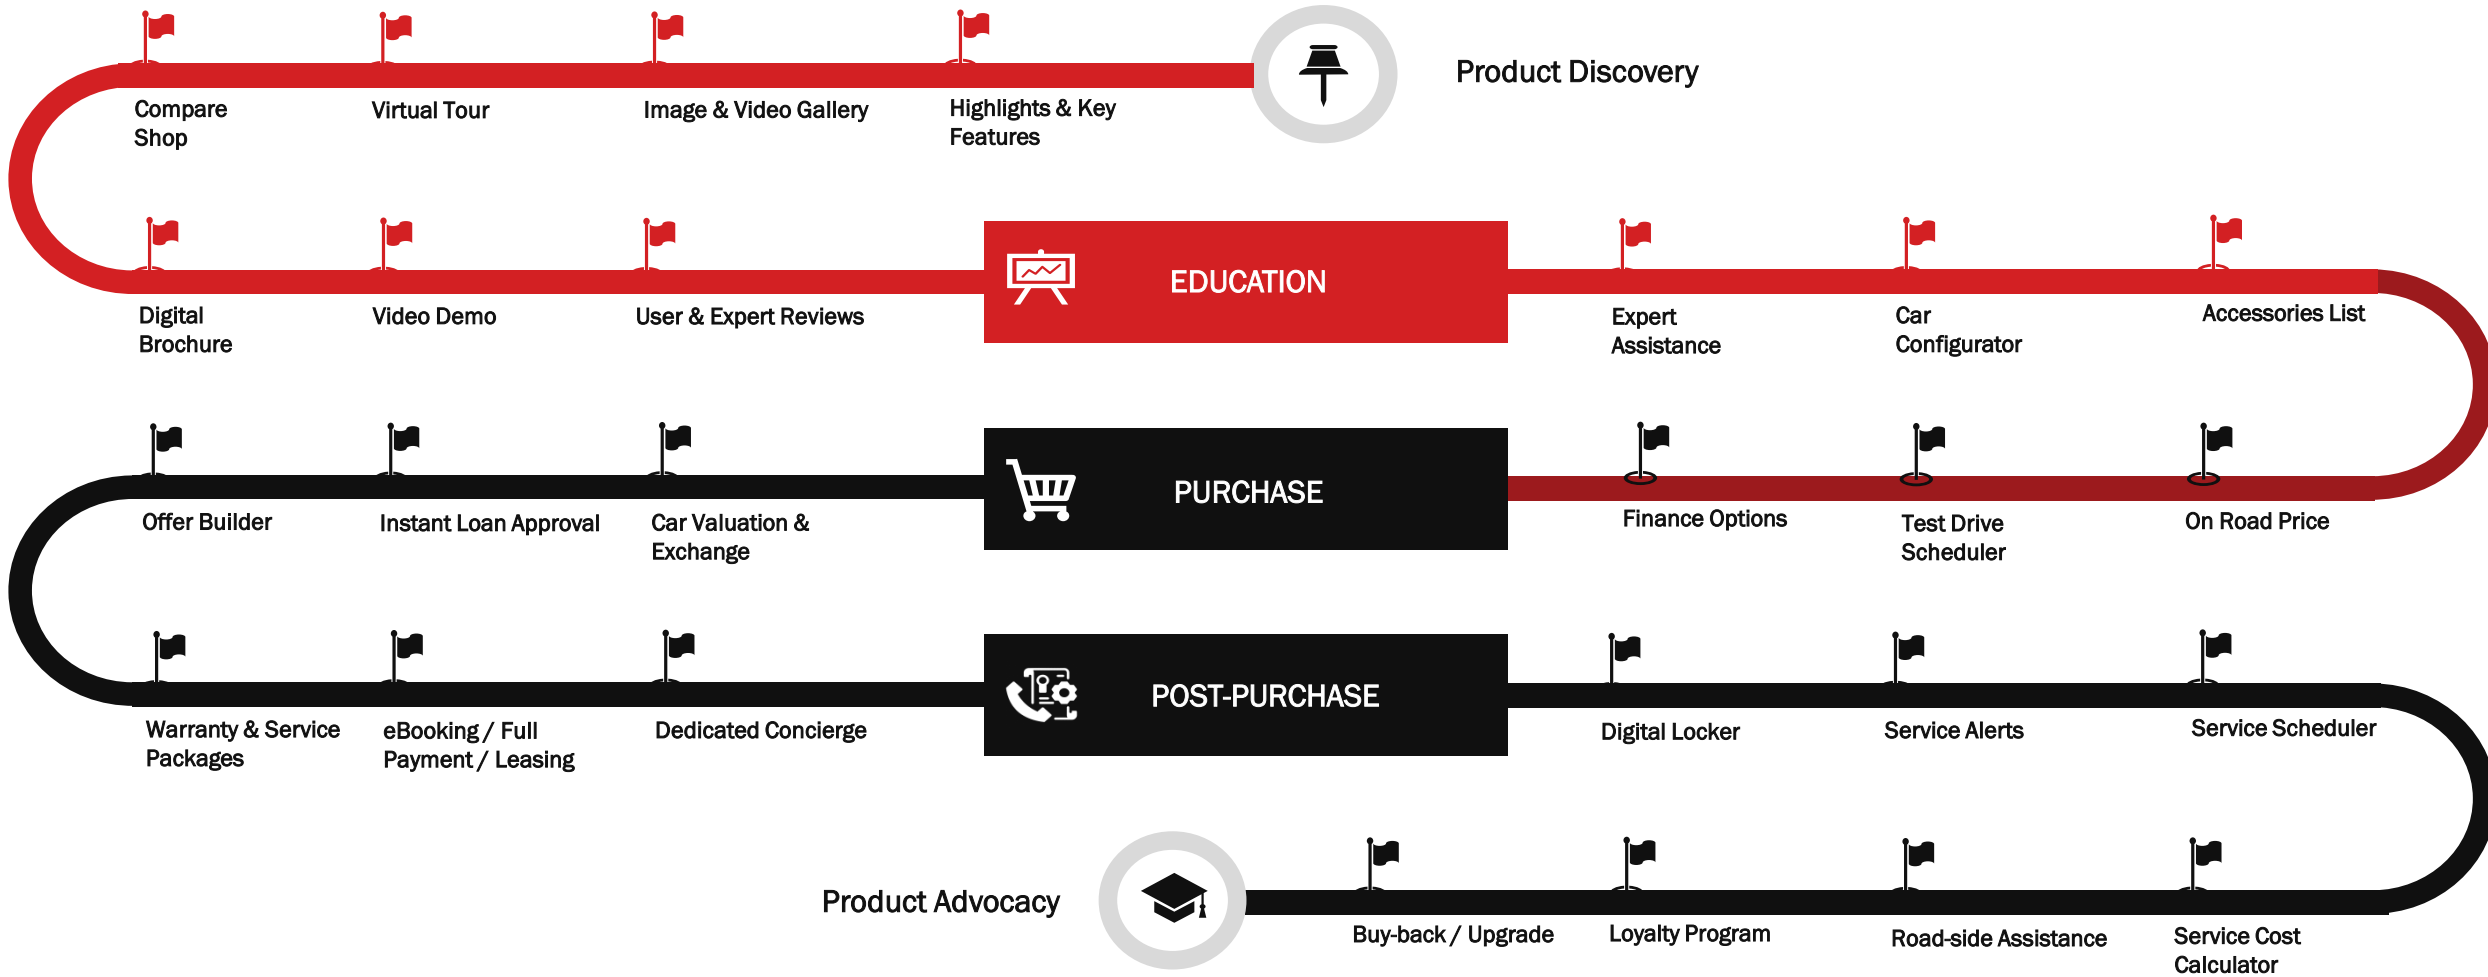 Product Discovery
Compare
Shop
Virtual Tour
Image & Video Gallery
Highlights & Key
Features
EDUCATION
Digital
Brochure
Video Demo
User & Expert Reviews
Expert
Assistance
Car
Configurator
Accessories List
PURCHASE
Offer Builder
Instant Loan Approval
Car Valuation &
Exchange
Finance Options
Test Drive
Scheduler
On Road Price
POST-PURCHASE
Warranty & Service
Packages
eBooking / Full
Payment / Leasing
Dedicated Concierge
Digital Locker
Service Alerts
Service Scheduler
Product Advocacy
Buy-back / Upgrade
Loyalty Program
Road-side Assistance
Service Cost
Calculator